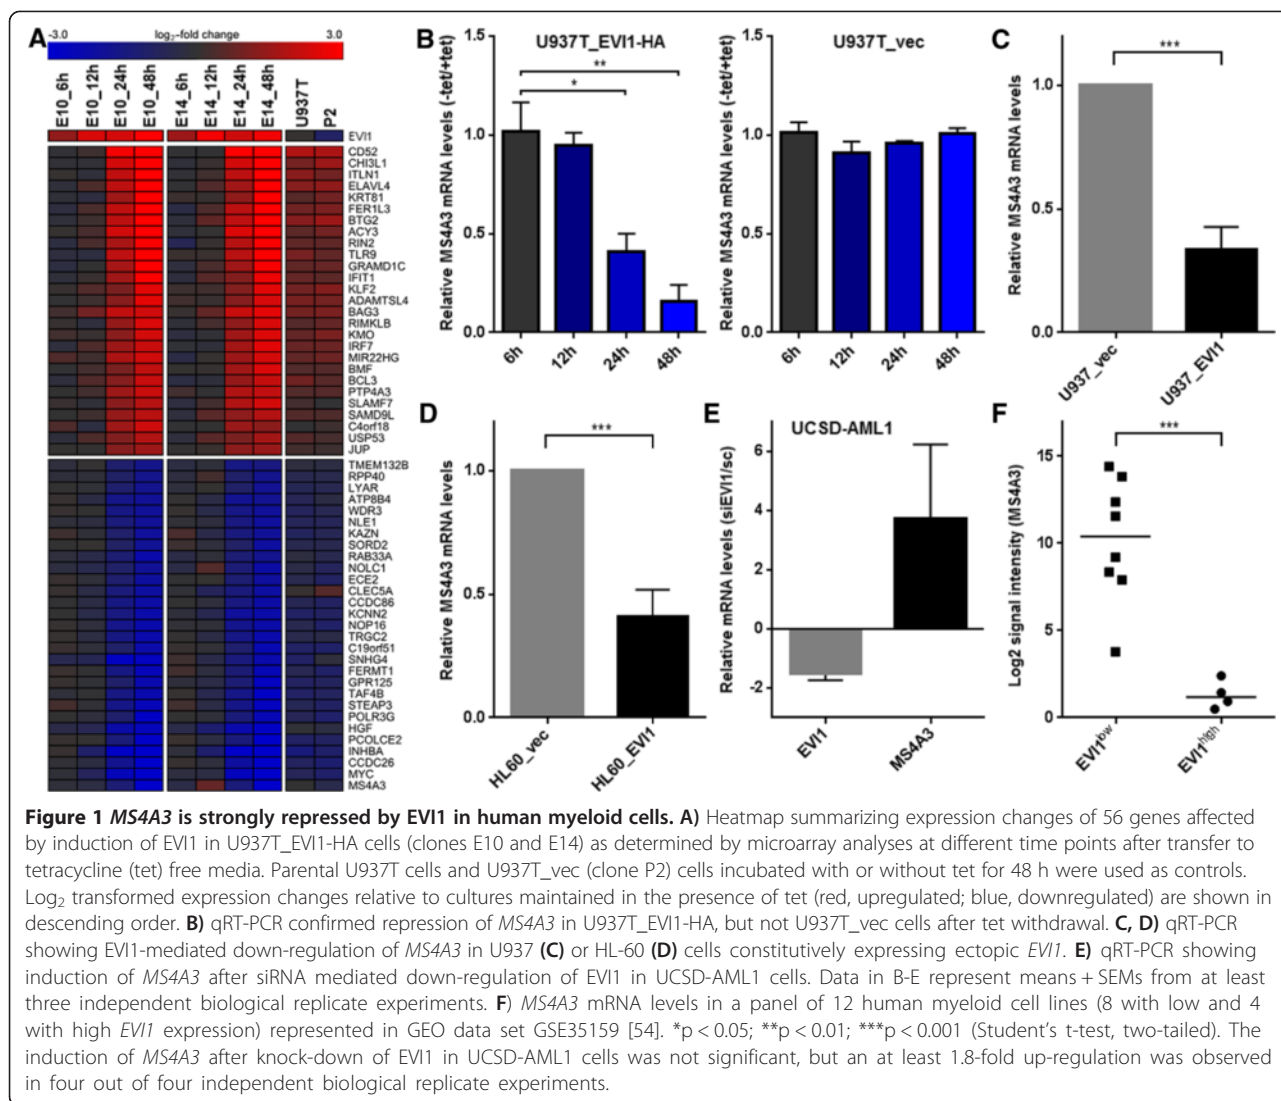 A
-3.0 log2-fold change 3.0
E10_6h
E10_12h
E10_24h
E10_48h
E14_6h
E14_12h
E14_24h
E14_48h
U937T
P2
EVI1
CD52
CHI3L1
ITLN1
ELAVL4
KRT81
FER1L3
BTG2
ACY3
RIN2
TLR9
GRAMD1C
IFIT1
KLF2
ADAMTSL4
BAG3
RIMKLB
KMO
IRF7
MIR22HG
BMF
BCL3
PTP4A3
SLAMF7
SAMD9L
C4orf18
USP53
JUP
TMEM132B
RPP40
LYAR
ATP8B4
WDR3
NLE1
KAZN
SORD2
RAB33A
NOLC1
ECE2
CLEC5A
CCDC86
KCNN2
NOP16
TRGC2
C19orf51
SNHG4
FERMT1
GPR125
TAF4B
STEAP3
POLR3G
HGF
PCOLCE2
INHBA
CCDC26
MYC
MS4A3
B
Relative MS4A3 mRNA levels (-tet/+tet)
1.5
1.0
0.5
0.0
U937T_EVI1-HA
**
*
6h
12h
24h
48h
Relative MS4A3 mRNA levels (-tet/+tet)
1.5
1.0
0.5
0.0
U937T_vec
6h
12h
24h
48h
C
Relative MS4A3 mRNA levels
1.0
0.5
0.0
***
U937_vec
U937_EVI1
D
Relative MS4A3 mRNA levels
1.0
0.5
0.0
***
HL60_vec
HL60_EVI1
E
UCSD-AML1
Relative mRNA levels (siEVI1/sc)
6
4
2
0
-2
EVI1
MS4A3
F
Log2 signal intensity (MS4A3)
15
10
5
0
***
EVI1low
EVI1high
Figure 1 MS4A3 is strongly repressed by EVI1 in human myeloid cells. A) Heatmap summarizing expression changes of 56 genes affected
by induction of EVI1 in U937T_EVI1-HA cells (clones E10 and E14) as determined by microarray analyses at different time points after transfer to
tetracycline (tet) free media. Parental U937T cells and U937T_vec (clone P2) cells incubated with or without tet for 48 h were used as controls.
Log2 transformed expression changes relative to cultures maintained in the presence of tet (red, upregulated; blue, downregulated) are shown in
descending order. B) qRT-PCR confirmed repression of MS4A3 in U937T_EVI1-HA, but not U937T_vec cells after tet withdrawal. C, D) qRT-PCR
showing EVI1-mediated down-regulation of MS4A3 in U937 (C) or HL-60 (D) cells constitutively expressing ectopic EVI1. E) qRT-PCR showing
induction of MS4A3 after siRNA mediated down-regulation of EVI1 in UCSD-AML1 cells. Data in B-E represent means + SEMs from at least
three independent biological replicate experiments. F) MS4A3 mRNA levels in a panel of 12 human myeloid cell lines (8 with low and 4
with high EVI1 expression) represented in GEO data set GSE35159 [54]. *p < 0.05; **p < 0.01; ***p < 0.001 (Student's t-test, two-tailed). The
induction of MS4A3 after knock-down of EVI1 in UCSD-AML1 cells was not significant, but an at least 1.8-fold up-regulation was observed
in four out of four independent biological replicate experiments.